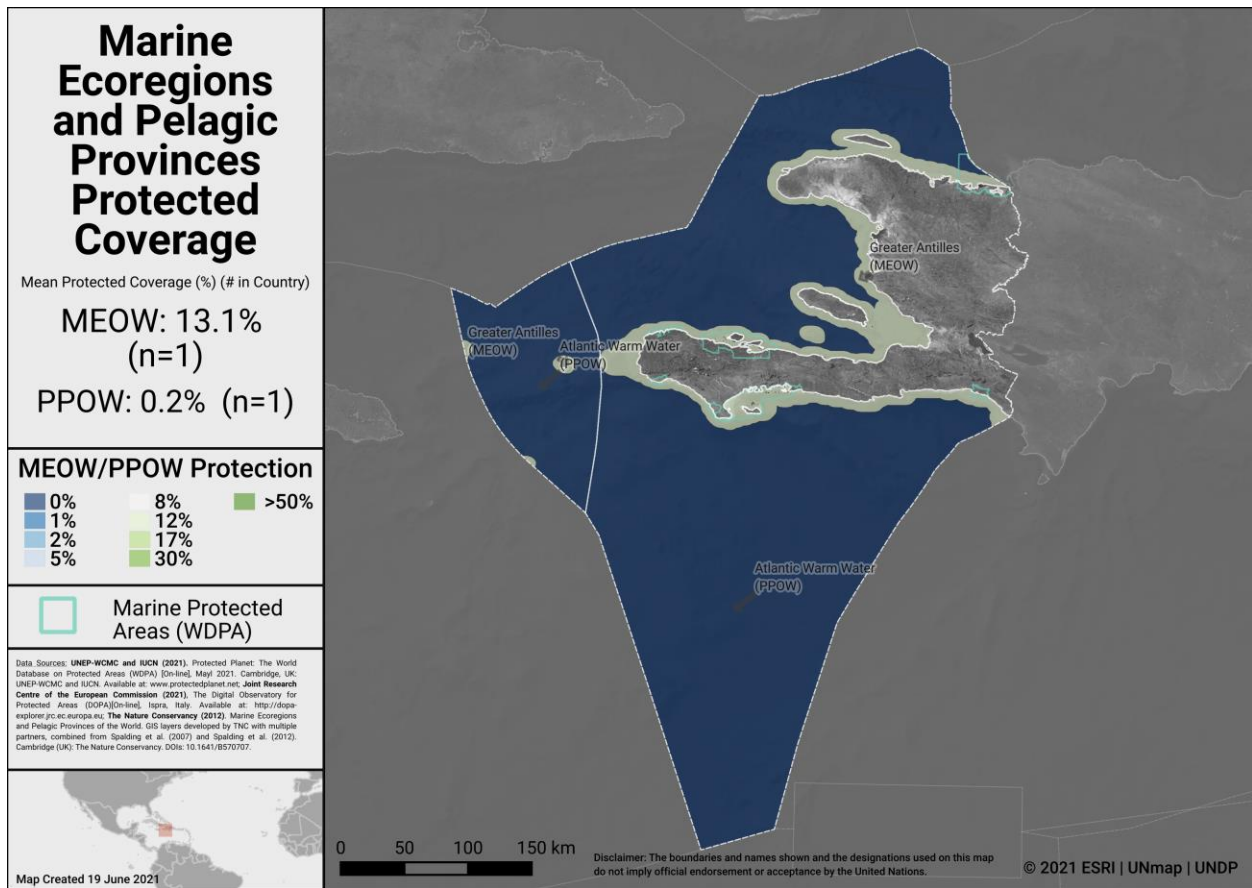 Marine
Ecoregions
and Pelagic
Provinces
Protected
Coverage
Mean Protected Coverage (%) (# in Country)
MEOW: 13.1%
(n=1)
PPOW: 0.2% (n=1)
MEOW/PPOW Protection
0%
1%
2%
5%
8%
12%
17%
30%
>50%
Marine Protected
Areas (WDPA)
Data Sources: UNEP-WCMC and IUCN (2021). Protected Planet: The World
Database on Protected Areas (WDPA) [On-line], Mayl 2021. Cambridge, UK:
UNEP-WCMC and IUCN. Available at: www.protectedplanet.net; Joint Research
Centre of the European Commission (2021), The Digital Observatory for
Protected Areas (DOPA)[On-line], Ispra, Italy. Available at: http://dopa-
explorer.jrc.ec.europa.eu; The Nature Conservancy (2012). Marine Ecoregions
and Pelagic Provinces of the World. GIS layers developed by TNC with multiple
partners, combined from Spalding et al. (2007) and Spalding et al. (2012).
Cambridge (UK): The Nature Conservancy. DOIs: 10.1641/B570707.
Map Created 19 June 2021
Greater Antilles
(MEOW)
Greater Antilles
(MEOW)
Atlantic Warm Water
(PPOW)
Atlantic Warm Water
(PPOW)
0 50 100 150 km
Disclaimer: The boundaries and names shown and the designations used on this map
do not imply official endorsement or acceptance by the United Nations.
© 2021 ESRI | UNmap | UNDP